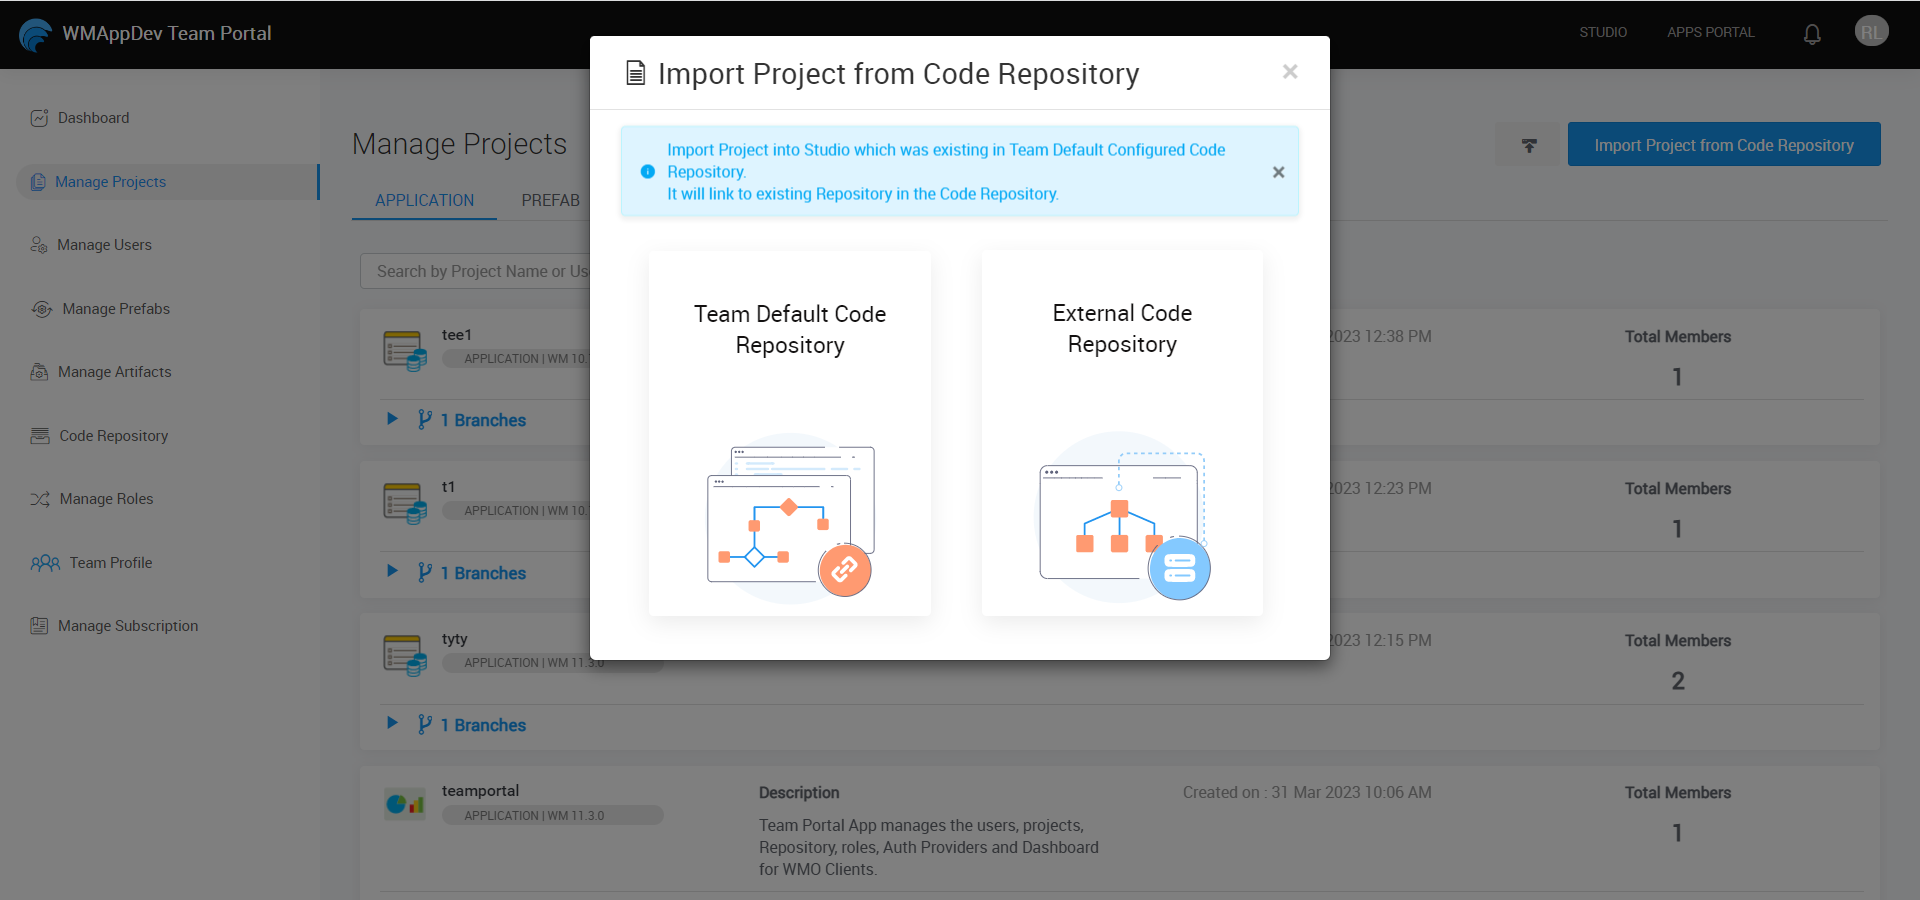 WMAppDev Team Portal
STUDIO
APPS PORTAL
RL
Import Project from Code Repository
Dashboard
Manage Projects
Manage Users
Manage Prefabs
Manage Artifacts
Code Repository
Manage Roles
Team Profile
Manage Subscription
Manage Projects
Import Project from Code Repository
APPLICATION
PREFAB
Search by Project Name or Us
Import Project into Studio which was existing in Team Default Configured Code
Repository.
It will link to existing Repository in the Code Repository.
Team Default Code
Repository
External Code
Repository
tee1
APPLICATION | WM 10.
2023 12:38 PM
Total Members
1
1 Branches
t1
APPLICATION | WM 10.
2023 12:23 PM
Total Members
1
1 Branches
tyty
APPLICATION | WM 11.3.0
2023 12:15 PM
Total Members
2
1 Branches
teamportal
APPLICATION | WM 11.3.0
Description
Team Portal App manages the users, projects,
Repository, roles, Auth Providers and Dashboard
for WMO Clients.
Created on : 31 Mar 2023 10:06 AM
Total Members
1